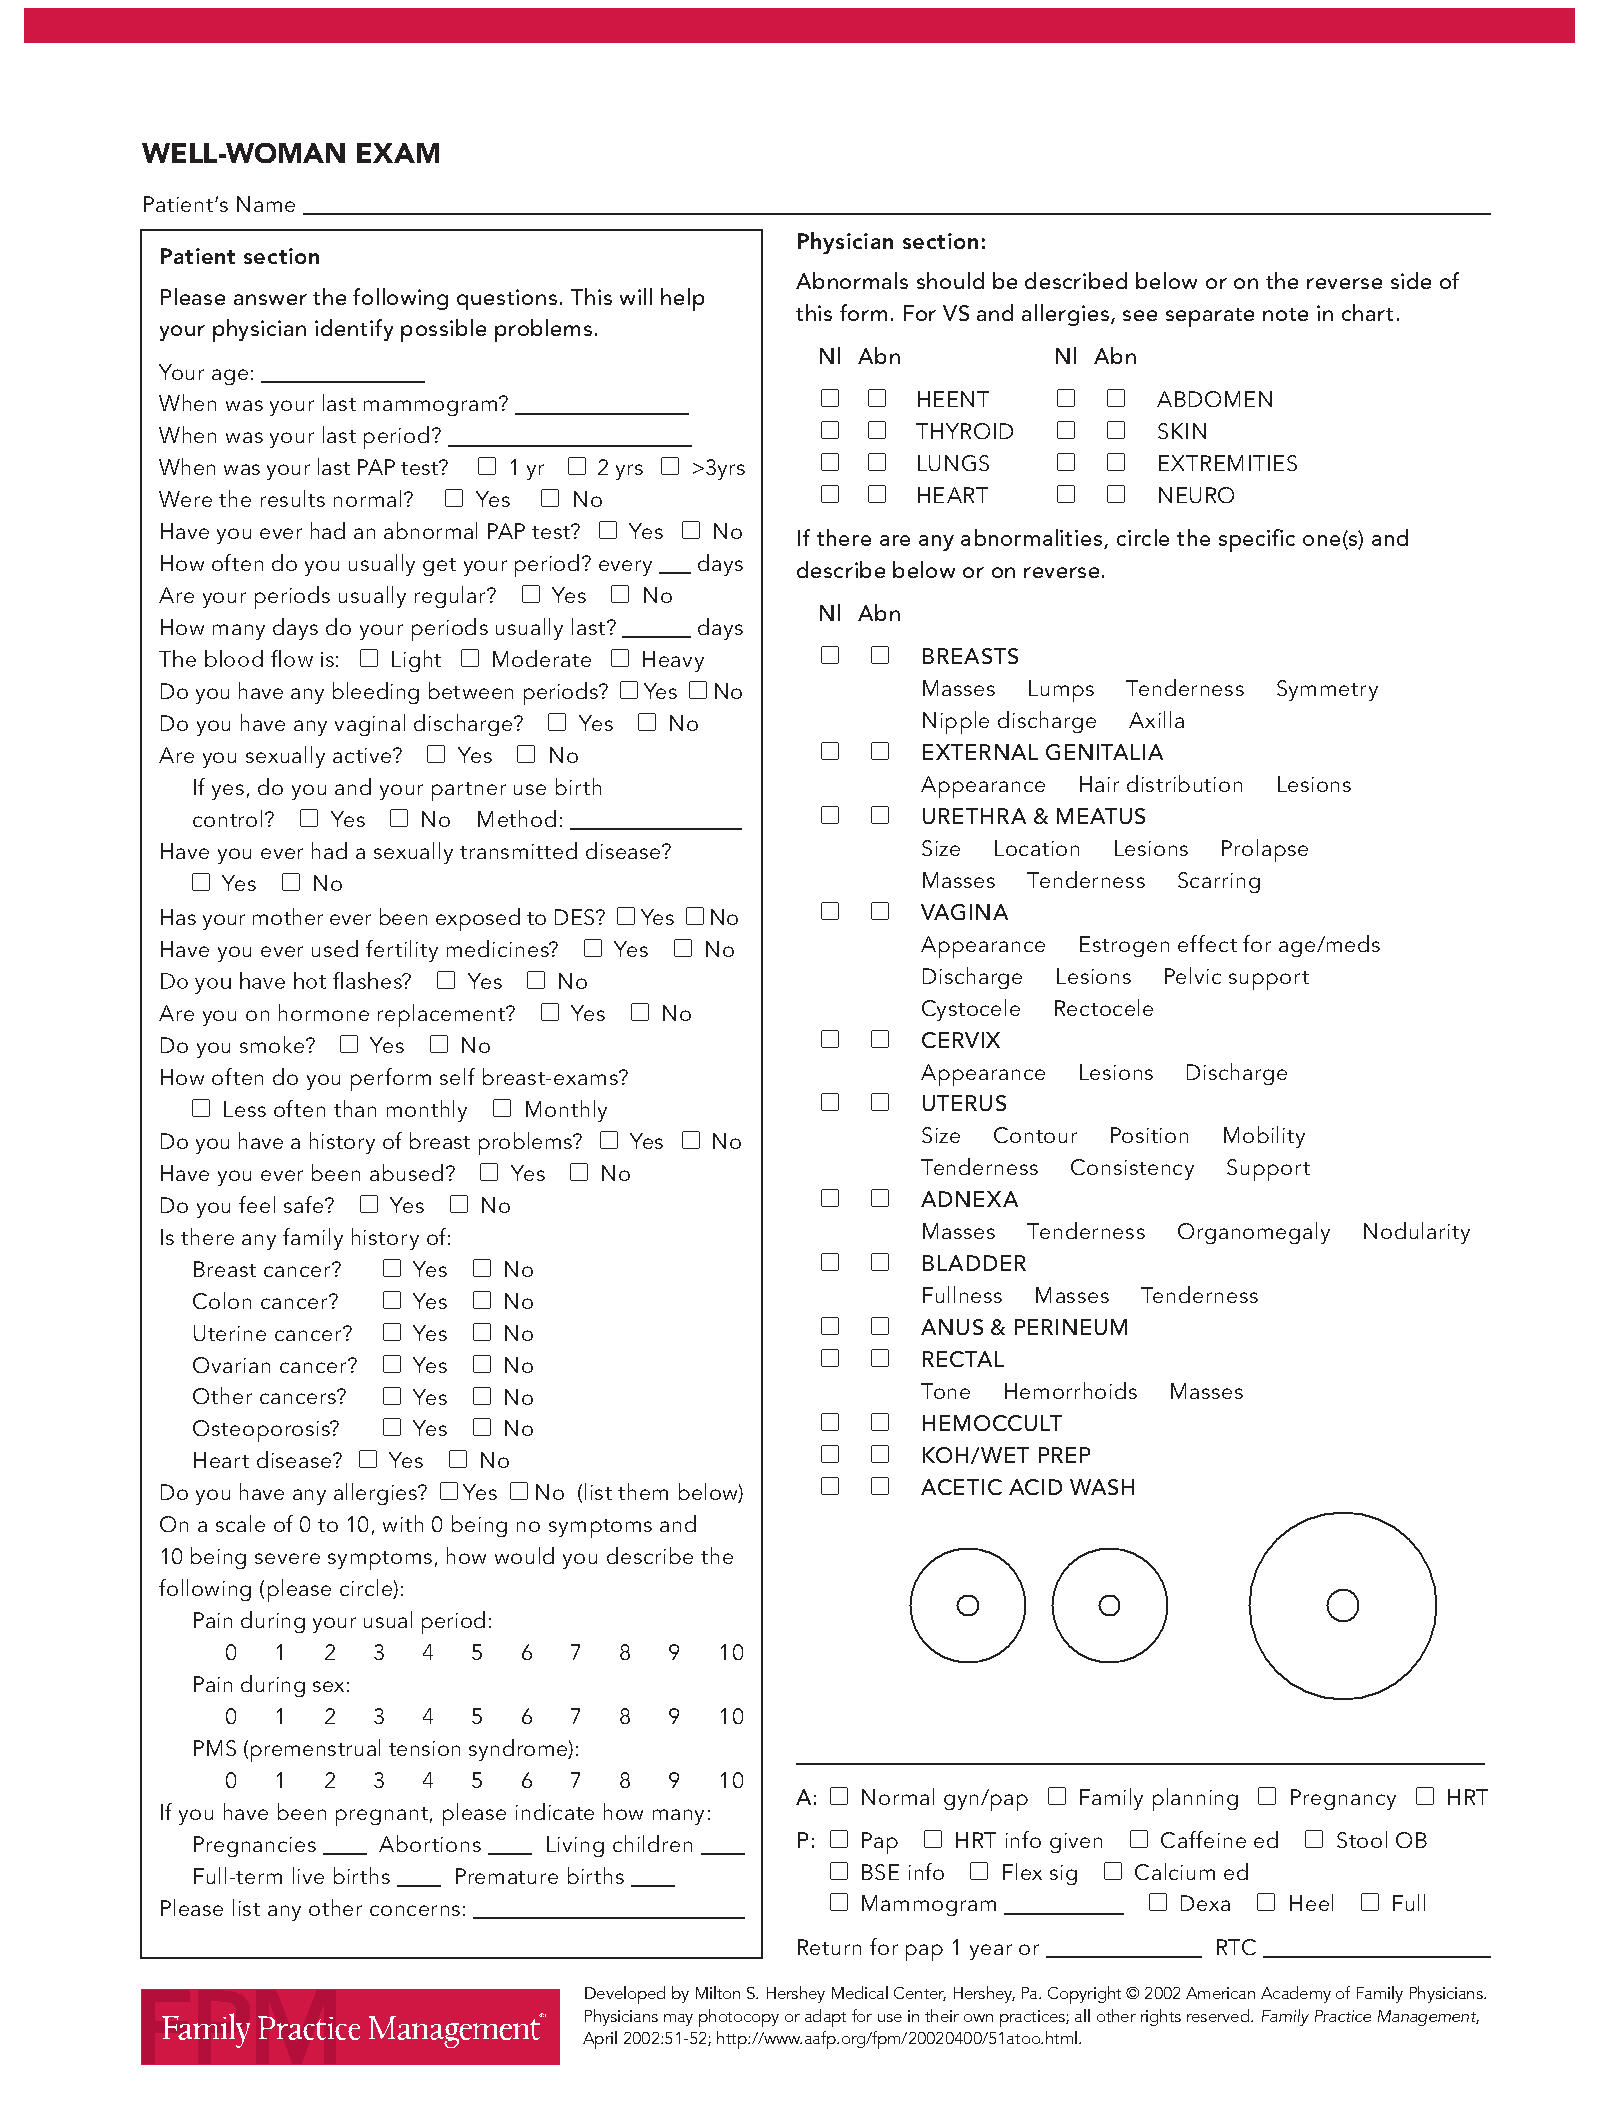 WELL-WOMAN EXAM
Patient's Name
Patient section
Please answer the following questions. This will help
your physician identify possible problems.
Your age:
When was your last mammogram?
When was your last period?
When was your last PAP test? 1 yr 2 yrs >3yrs
Were the results normal? Yes No
Have you ever had an abnormal PAP test? Yes No
How often do you usually get your period? every days
Are your periods usually regular? Yes No
How many days do your periods usually last? days
The blood flow is: Light Moderate Heavy
Do you have any bleeding between periods? Yes No
Do you have any vaginal discharge? Yes No
Are you sexually active? Yes No
If yes, do you and your partner use birth
control? Yes No Method:
Have you ever had a sexually transmitted disease?
Yes No
Has your mother ever been exposed to DES? Yes No
Have you ever used fertility medicines? Yes No
Do you have hot flashes? Yes No
Are you on hormone replacement? Yes No
Do you smoke? Yes No
How often do you perform self breast-exams?
Less often than monthly Monthly
Do you have a history of breast problems? Yes No
Have you ever been abused? Yes No
Do you feel safe? Yes No
Is there any family history of:
Breast cancer? Yes No
Colon cancer? Yes No
Uterine cancer? Yes No
Ovarian cancer? Yes No
Other cancers? Yes No
Osteoporosis? Yes No
Heart disease? Yes No
Do you have any allergies? Yes No (list them below)
On a scale of 0 to 10, with 0 being no symptoms and
10 being severe symptoms, how would you describe the
following (please circle):
Pain during your usual period:
0 1 2 3 4 5 6 7 8 9 10
Pain during sex:
0 1 2 3 4 5 6 7 8 9 10
PMS (premenstrual tension syndrome):
0 1 2 3 4 5 6 7 8 9 10
If you have been pregnant, please indicate how many:
Pregnancies Abortions Living children
Full-term live births Premature births
Please list any other concerns:
Physician section:
Abnormals should be described below or on the reverse side of
this form. For VS and allergies, see separate note in chart.
Nl Abn Nl Abn
HEENT ABDOMEN
THYROID SKIN
LUNGS EXTREMITIES
HEART NEURO
If there are any abnormalities, circle the specific one(s) and
describe below or on reverse.
Nl Abn
BREASTS
Masses Lumps Tenderness Symmetry
Nipple discharge Axilla
EXTERNAL GENITALIA
Appearance Hair distribution Lesions
URETHRA & MEATUS
Size Location Lesions Prolapse
Masses Tenderness Scarring
VAGINA
Appearance Estrogen effect for age/meds
Discharge Lesions Pelvic support
Cystocele Rectocele
CERVIX
Appearance Lesions Discharge
UTERUS
Size Contour Position Mobility
Tenderness Consistency Support
ADNEXA
Masses Tenderness Organomegaly Nodularity
BLADDER
Fullness Masses Tenderness
ANUS & PERINEUM
RECTAL
Tone Hemorrhoids Masses
HEMOCCULT
KOH/WET PREP
ACETIC ACID WASH
A: Normal gyn/pap Family planning Pregnancy HRT
P: Pap HRT info given Caffeine ed Stool OB
BSE info Flex sig Calcium ed
Mammogram Dexa Heel Full
Return for pap 1 year or RTC
FPM
Family Practice Management
Developed by Milton S. Hershey Medical Center, Hershey, Pa. Copyright © 2002 American Academy of Family Physicians.
Physicians may photocopy or adapt for use in their own practices; all other rights reserved. Family Practice Management,
April 2002:51-52; http://www.aafp.org/fpm/20020400/51atoo.html.